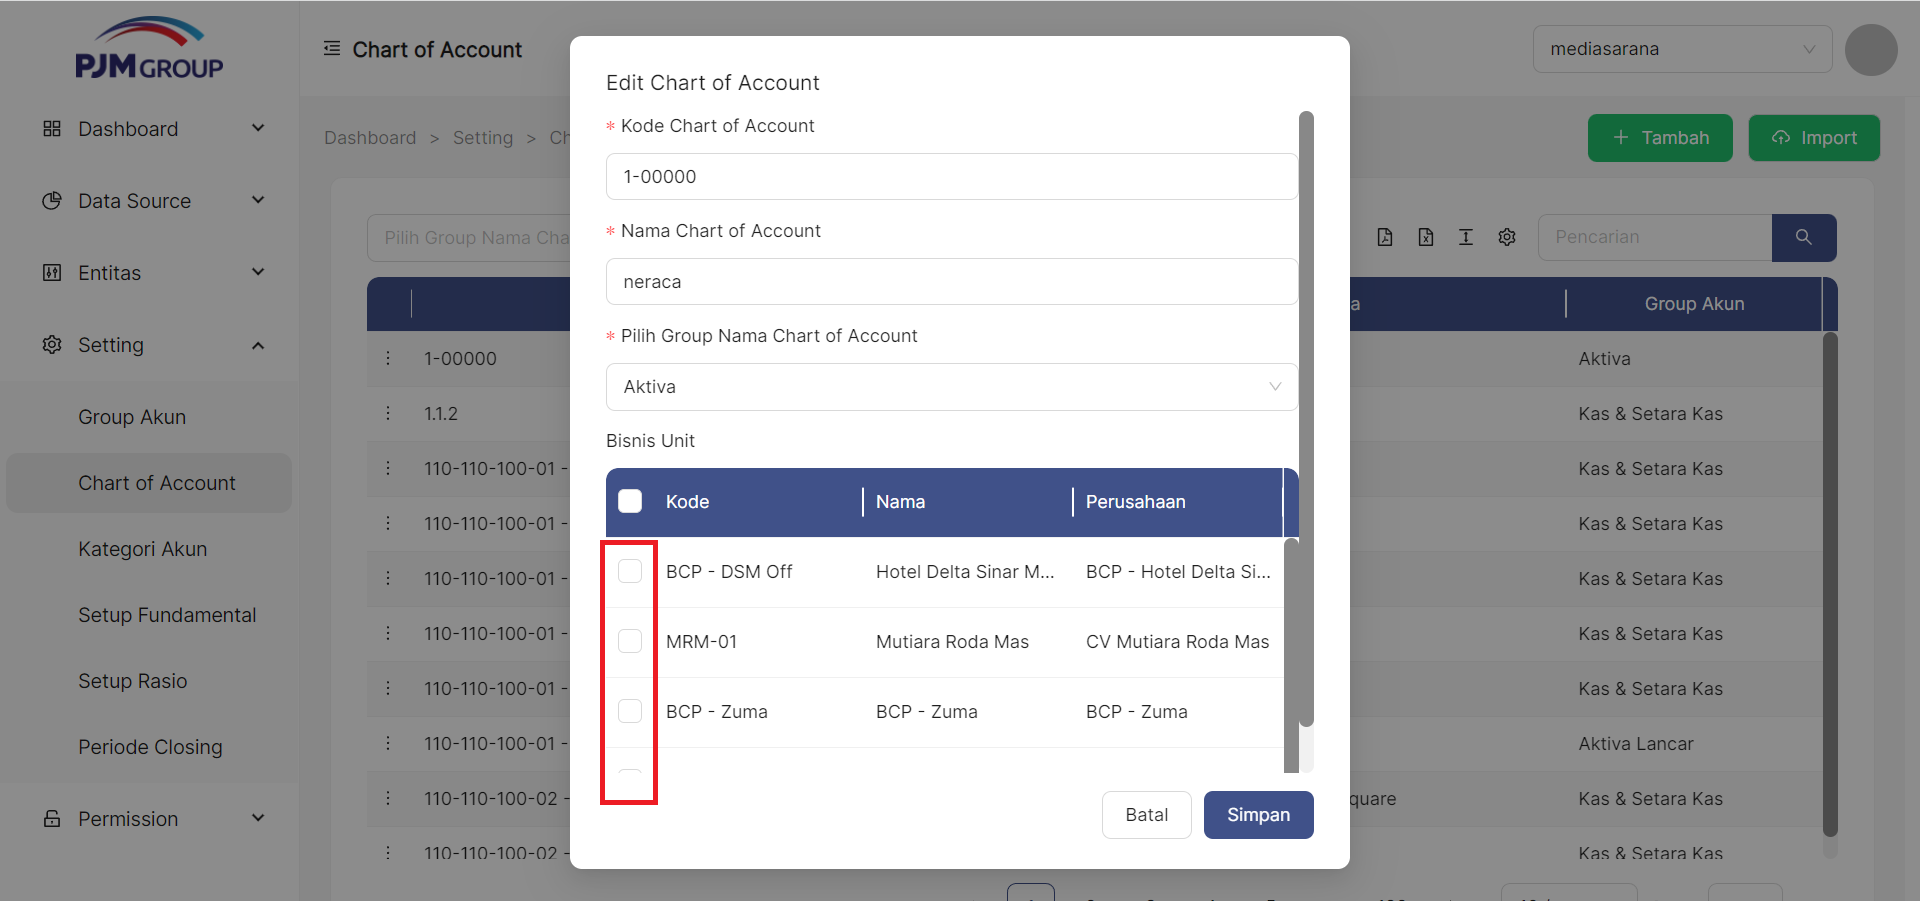 PJM GROUP
Chart of Account
mediasarana
Dashboard
Data Source
Entitas
Setting
Group Akun
Chart of Account
Kategori Akun
Setup Fundamental
Setup Rasio
Periode Closing
Permission
Dashboard > Setting > Ch
+ Tambah
Import
Pilih Group Nama Cha
Pencarian
a
Group Akun
1-00000
Aktiva
1.1.2
Kas & Setara Kas
110-110-100-01 -
Kas & Setara Kas
110-110-100-01 -
Kas & Setara Kas
110-110-100-01 -
Kas & Setara Kas
110-110-100-01 -
Kas & Setara Kas
110-110-100-01 -
Kas & Setara Kas
110-110-100-01 -
Aktiva Lancar
110-110-100-02 -
quare
Kas & Setara Kas
110-110-100-02 -
Kas & Setara Kas
Edit Chart of Account
* Kode Chart of Account
1-00000
* Nama Chart of Account
neraca
* Pilih Group Nama Chart of Account
Aktiva
Bisnis Unit
Kode Nama Perusahaan
BCP - DSM Off Hotel Delta Sinar M... BCP - Hotel Delta Si...
MRM-01 Mutiara Roda Mas CV Mutiara Roda Mas
BCP - Zuma BCP - Zuma BCP - Zuma
Batal
Simpan